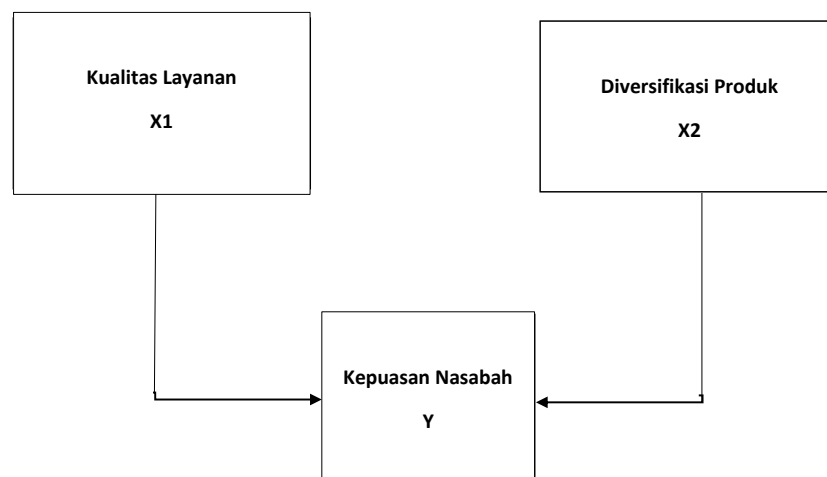 Kualitas Layanan
X1
Diversifikasi Produk
X2
Kepuasan Nasabah
Y